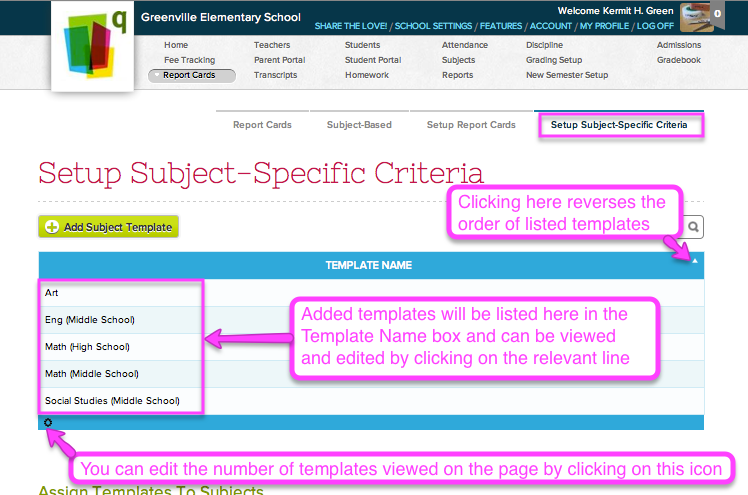 Greenville Elementary School
Welcome Kermit H. Green
0
SHARE THE LOVE! / SCHOOL SETTINGS / FEATURES / ACCOUNT / MY PROFILE / LOG OFF
q
Home Teachers Students Attendance Discipline Admissions
Fee Tracking Parent Portal Student Portal Subjects Grading Setup Gradebook
Report Cards Transcripts Homework Reports New Semester Setup
Report Cards Subject-Based Setup Report Cards Setup Subject-Specific Criteria
Setup Subject-Specific Criteria
Clicking here reverses the
order of listed templates
Add Subject Template
TEMPLATE NAME
Art
Eng (Middle School)
Math (High School)
Math (Middle School)
Social Studies (Middle School)
Added templates will be listed here in the
Template Name box and can be viewed
and edited by clicking on the relevant line
You can edit the number of templates viewed on the page by clicking on this icon
Assign Templates To Subjects